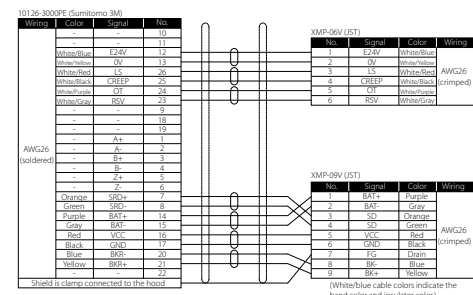 10126-3000PE (Sumitomo 3M)
Wiring Color Signal No.
- - 10
- - 11
White/Blue E24V 12
White/Yellow 0V 13
White/Red LS 26
White/Black CREEP 25
White/Purple OT 24
White/Gray RSV 23
- - 9
- - 18
- - 19
- A+ 1
- A- 2
AWG26 (soldered)
- B+ 3
- B- 4
- Z+ 5
- Z- 6
Orange SRD+ 7
Green SRD- 8
Purple BAT+ 14
Gray BAT- 15
Red VCC 16
Black GND 17
Blue BKR- 20
Yellow BKR+ 21
- - 22
Shield is clamp connected to the hood
XMP-06V (JST)
No. Signal Color Wiring
1 E24V White/Blue
2 0V White/Yellow
3 LS White/Red
4 CREEP White/Black
5 OT White/Purple
6 RSV White/Gray
AWG26
(crimped)
XMP-09V (JST)
No. Signal Color Wiring
1 BAT+ Purple
2 BAT- Gray
3 SD Orange
4 SD Green
5 VCC Red
6 GND Black
7 FG Drain
8 BK- Blue
9 BK+ Yellow
AWG26
(crimped)
(White/blue cable colors indicate the
band color and insulator color)